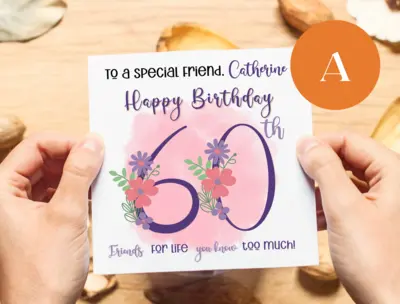 To a special friend, Catherine
A
Happy Birthday
60th
Friends for life you know too much!